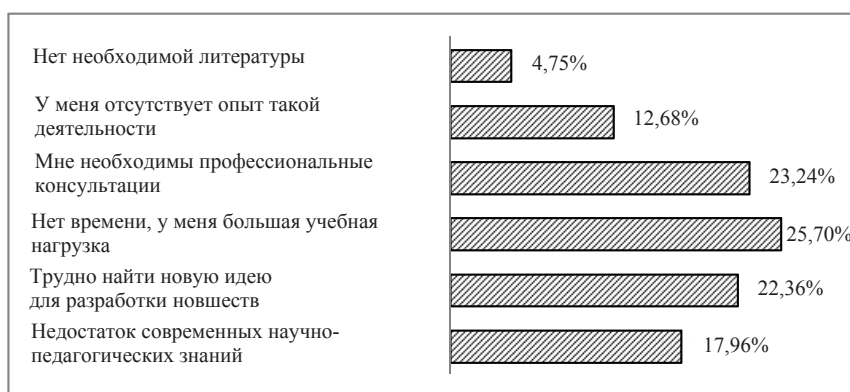 Нет необходимой литературы
4,75%
У меня отсутствует опыт такой
деятельности
12,68%
Мне необходимы профессиональные
консультации
23,24%
Нет времени, у меня большая учебная
нагрузка
25,70%
Трудно найти новую идею
для разработки новшеств
22,36%
Недостаток современных научно-
педагогических знаний
17,96%